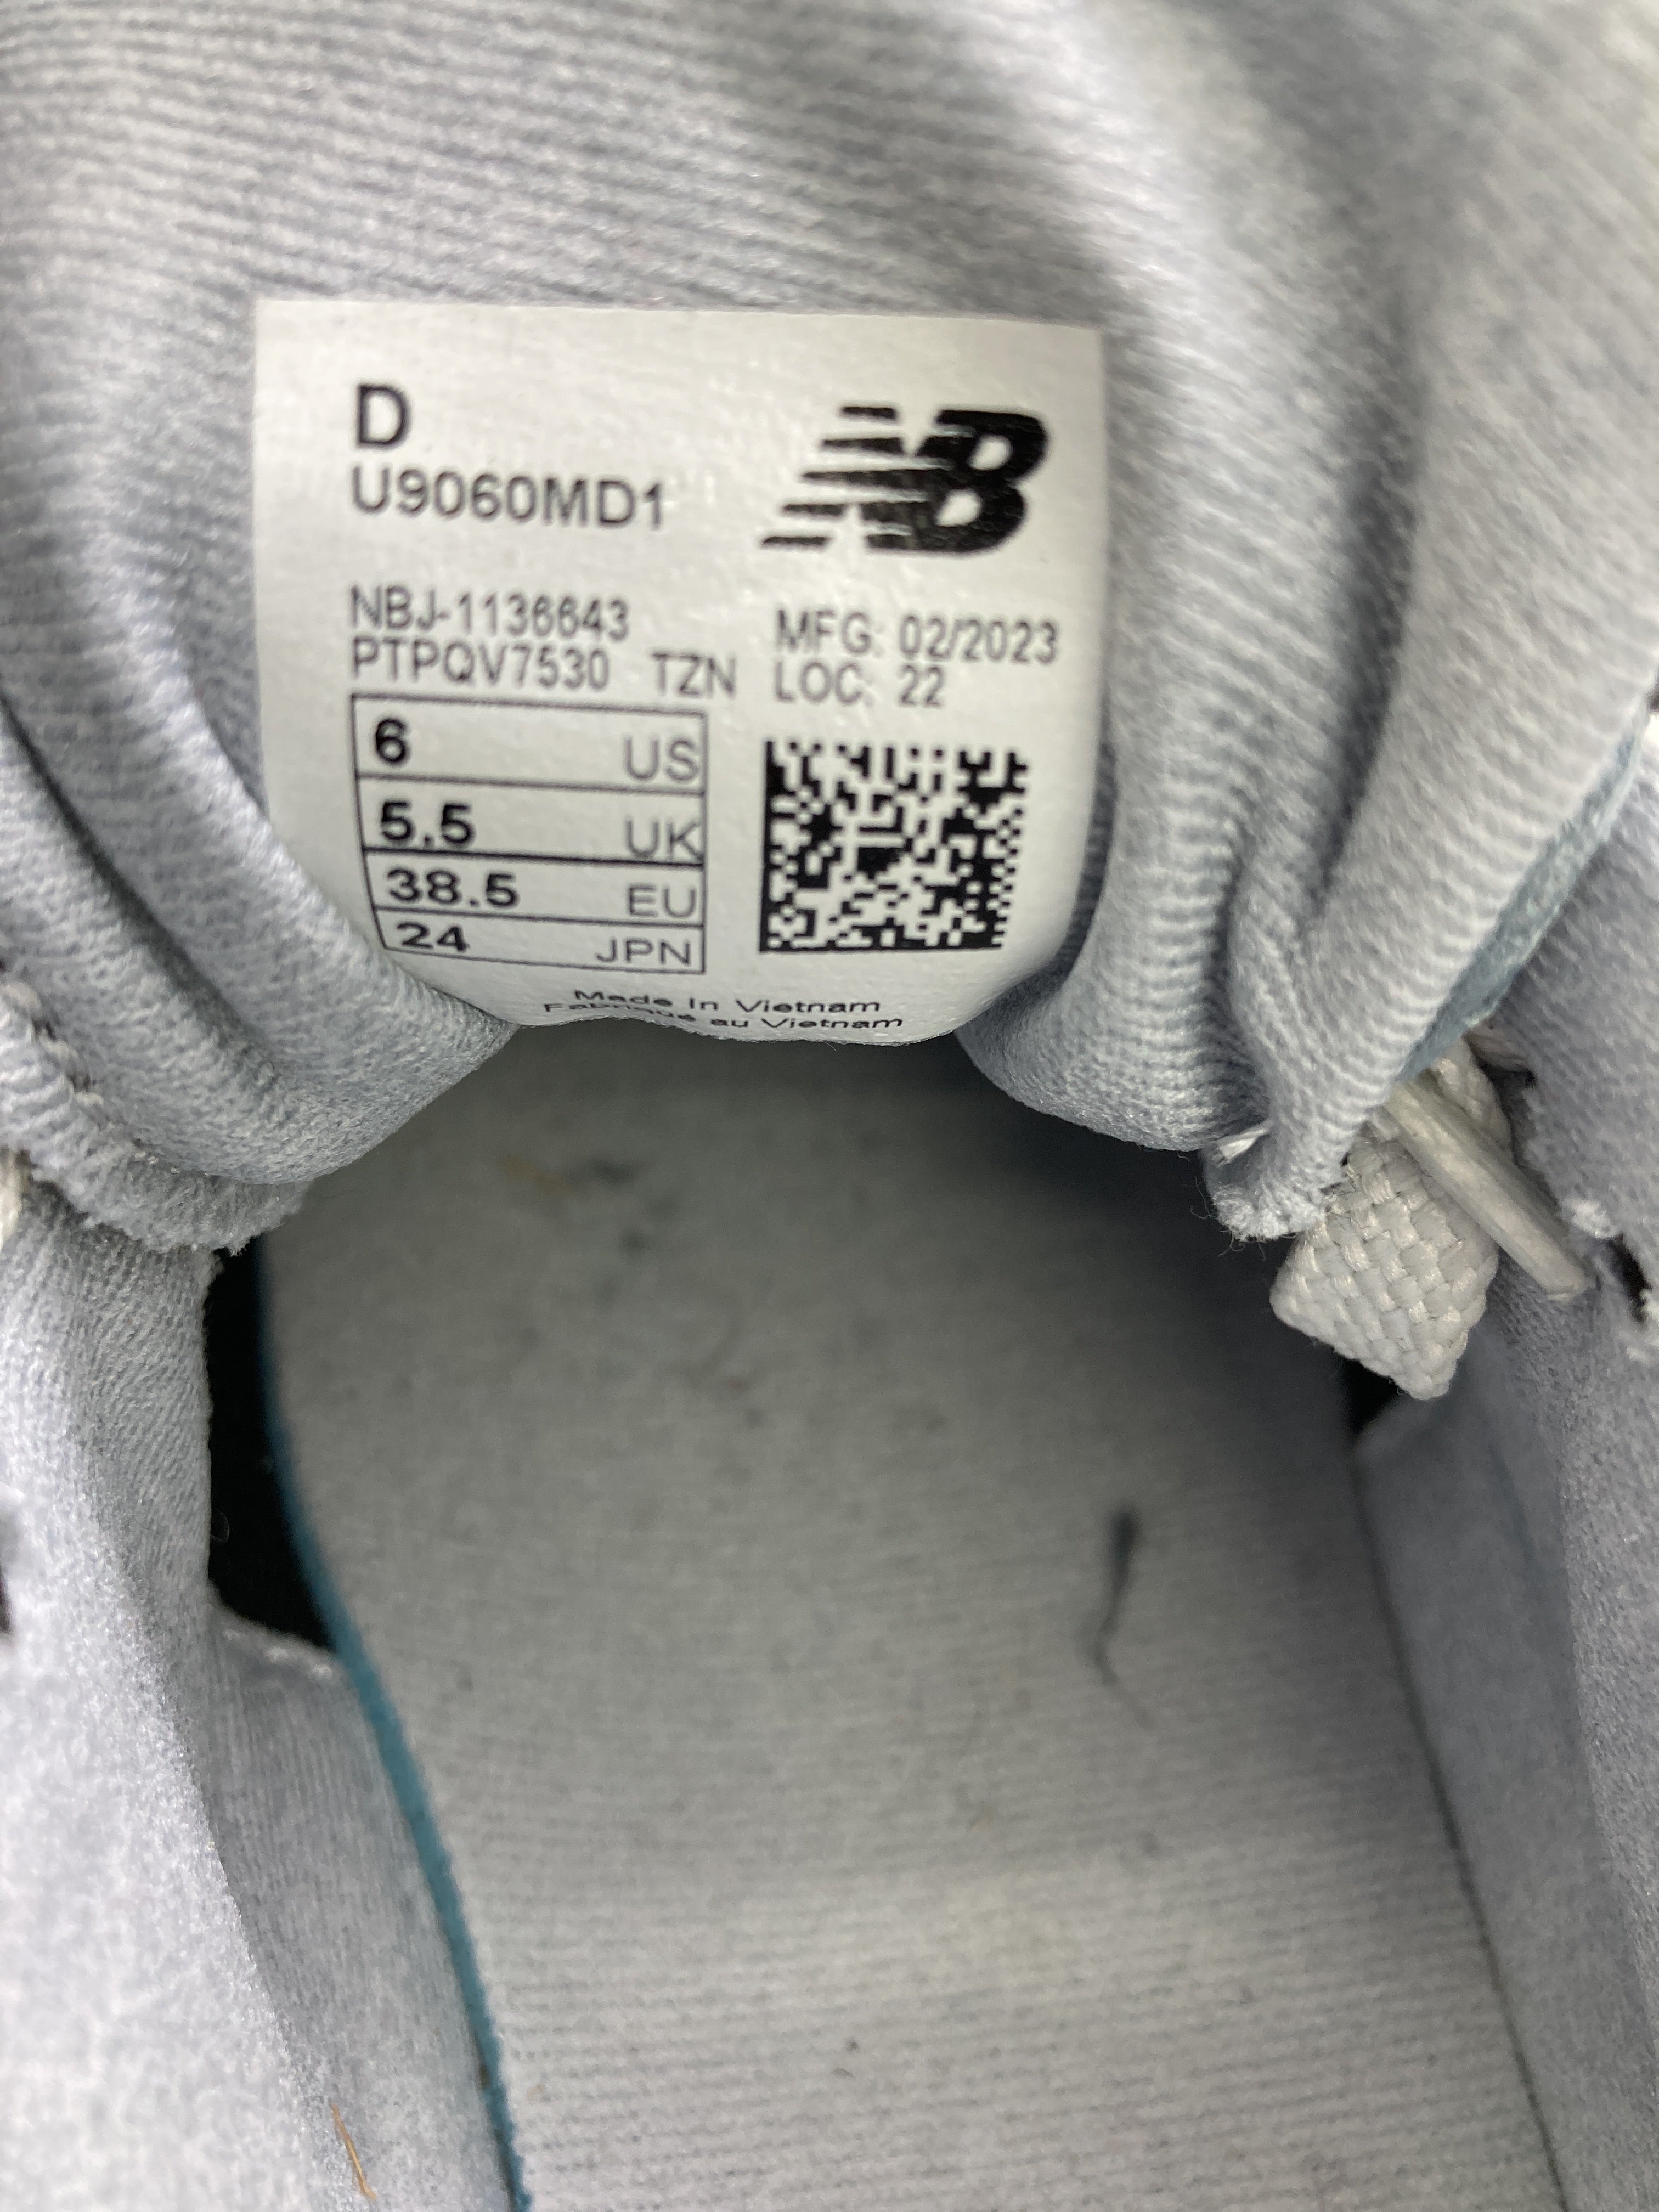 D
NB
U9060MD1
NBJ-1136643
PTPQV7530 TZN
MFG: 02/2023
LOC: 22
6 US
5.5 UK
38.5 EU
24 JPN
Made In Vietnam
Fabriqué au Vietnam